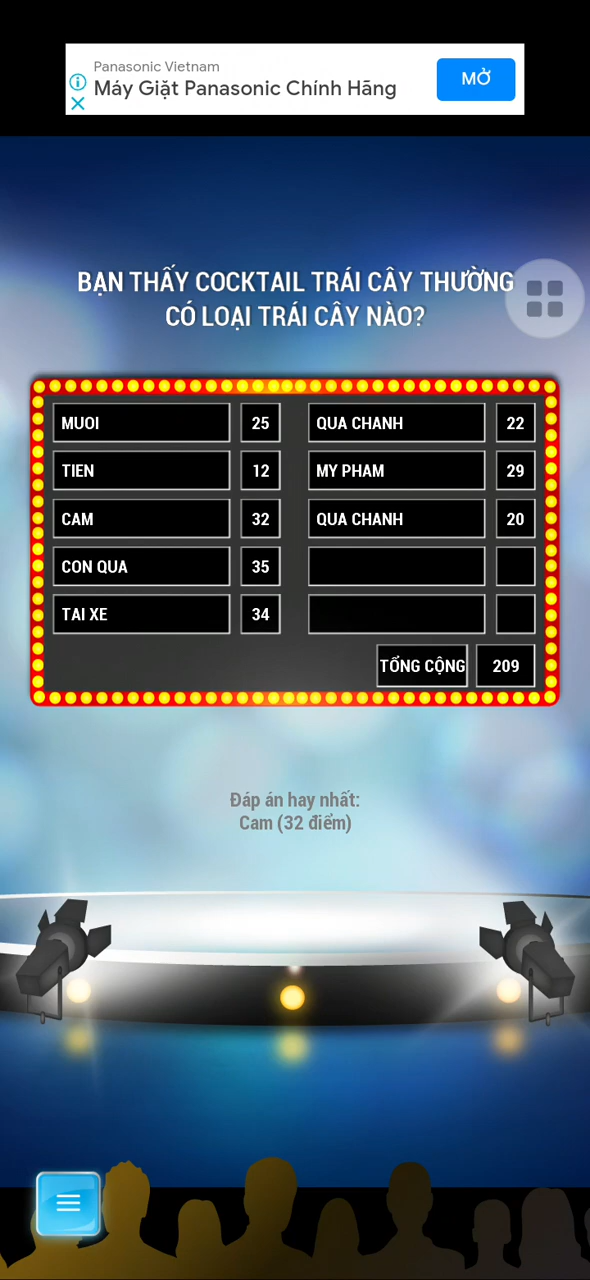 Panasonic Vietnam
Máy Giặt Panasonic Chính Hãng
MỞ
BẠN THẤY COCKTAIL TRÁI CÂY THƯỜNG
CÓ LOẠI TRÁI CÂY NÀO?
MUOI 25
TIEN 12
CAM 32
CON QUA 35
TAI XE 34
QUA CHANH 22
MY PHAM 29
QUA CHANH 20
TỔNG CỘNG 209
Đáp án hay nhất:
Cam (32 điểm)